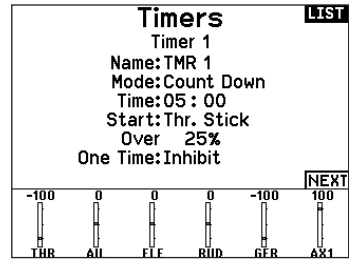 Timers
LIST
Timer 1
Name:TMR 1
Mode:Count Down
Time:05 : 00
Start:Thr. Stick
Over 25%
One Time:Inhibit
NEXT
-100 0 0 0 -100 100
THR AIL ELE RUD GER AX1